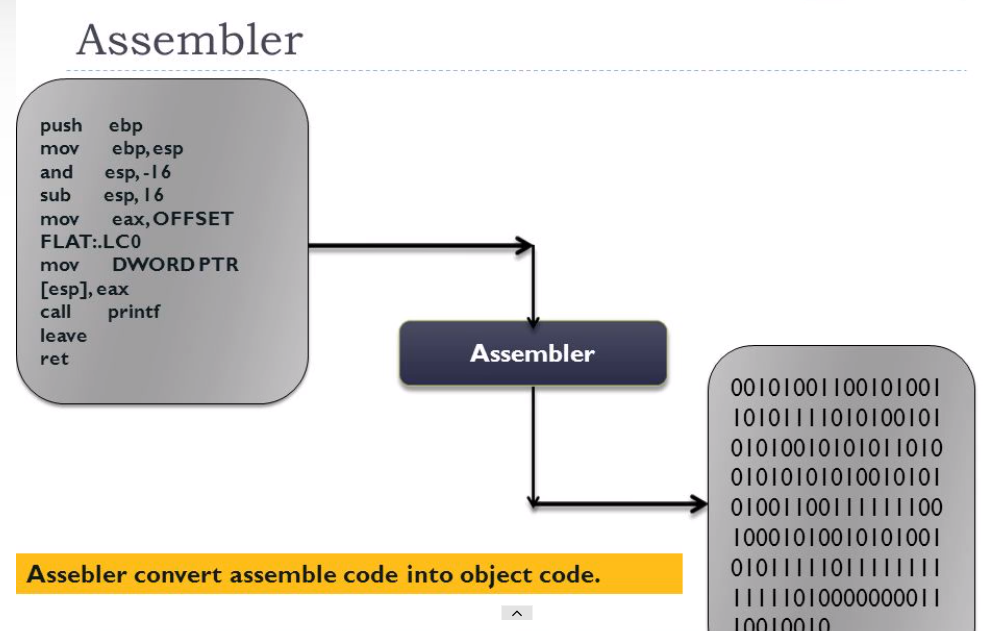 Assembler
push ebp
mov ebp,esp
and esp,-16
sub esp,16
mov eax,OFFSET
FLAT:.LC0
mov DWORD PTR
[esp],eax
call printf
leave
ret
Assembler
00101001100101001
1010111101010010 1
01010010101011010
01010101010010101
01001100111111100
10001010010101001
01011111011111111
11111010000000011
10010010
Assebler convert assemble code into object code.